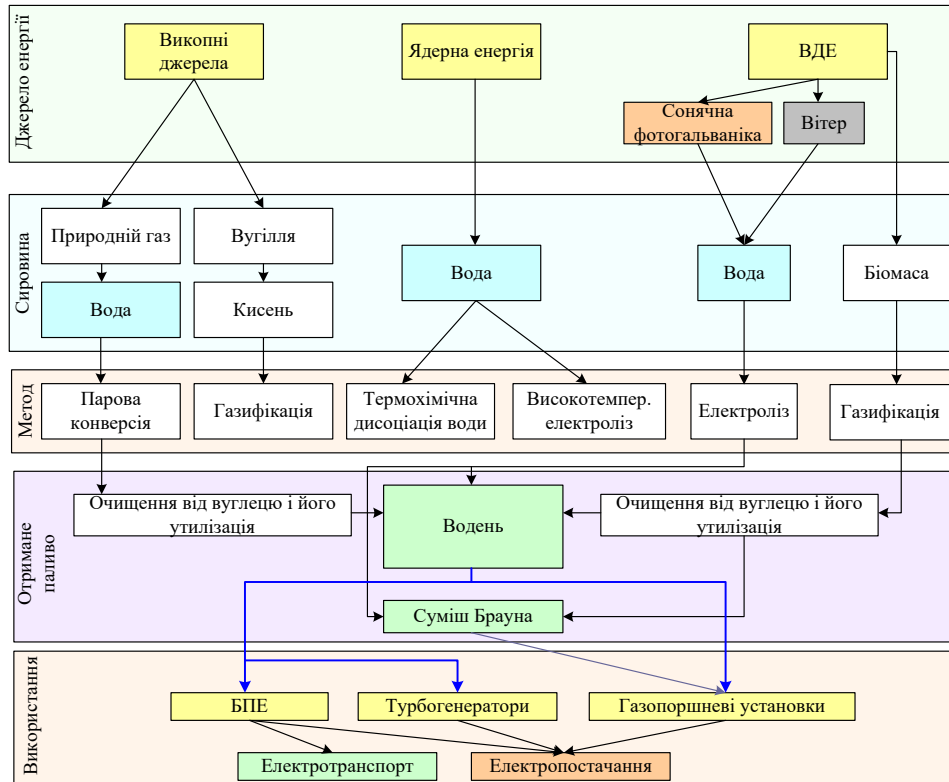 Джерело енергії
Викопні
джерела
Ядерна енергія
ВДЕ
Сонячна
фотогальваніка
Вітер
Сировина
Природній газ
Вугілля
Вода
Кисень
Вода
Вода
Біомаса
Метод
Парова
конверсія
Газифікація
Термохімічна
дисоціація води
Високотемпер.
електроліз
Електроліз
Газифікація
Отримане
паливо
Очищення від вуглецю і його
утилізація
Водень
Очищення від вуглецю і його
утилізація
Суміш Брауна
Використання
БПЕ
Турбогенератори
Газопоршневі установки
Електротранспорт
Електропостачання